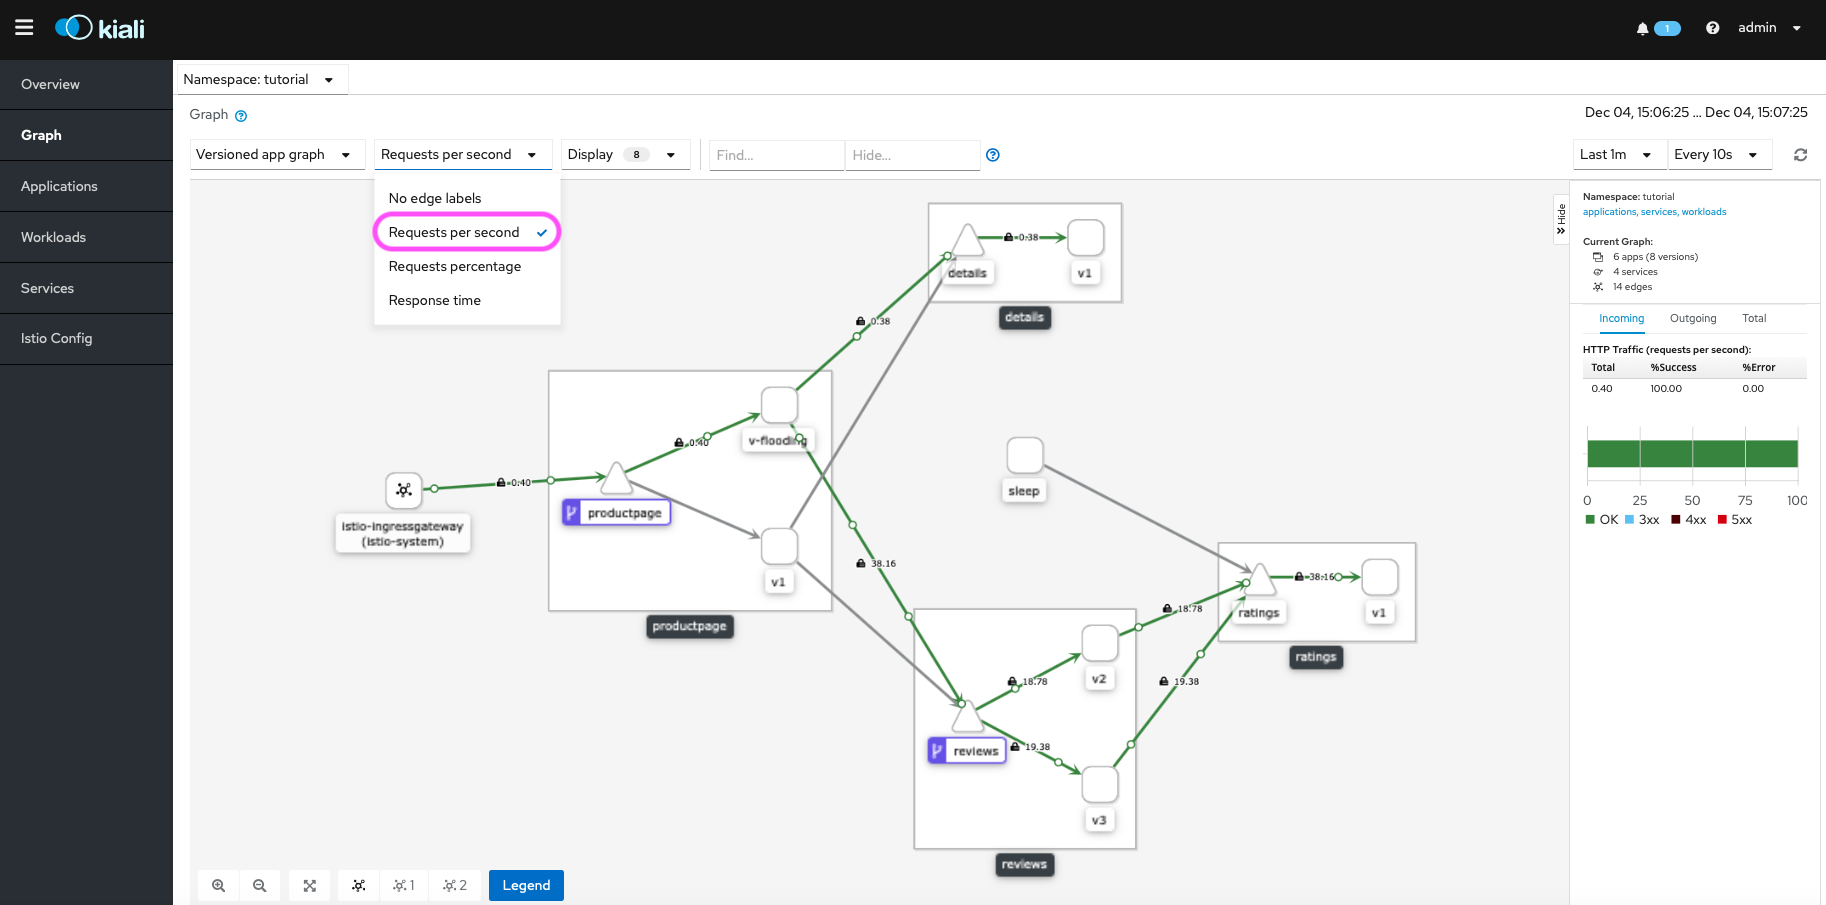 kiali
1
admin
Overview
Graph
Applications
Workloads
Services
Istio Config
Namespace: tutorial
Graph
Dec 04, 15:06:25 ... Dec 04, 15:07:25
Versioned app graph
Requests per second
Display 8
Find...
Hide...
Last 1m
Every 10s
No edge labels
Requests per second
Requests percentage
Response time
0.38
details
v1
details
0.38
v-flooding
0.40
0.40
istio-ingressgateway
(istio-system)
productpage
v1
productpage
38.16
sleep
38.16
ratings
v1
ratings
18.78
v2
18.78
19.38
reviews
19.38
v3
reviews
1
2
Legend
Hide
Namespace: tutorial
applications, services, workloads
Current Graph:
6 apps (8 versions)
4 services
14 edges
Incoming
Outgoing
Total
HTTP Traffic (requests per second):
Total %Success %Error
0.40 100.00 0.00
0 25 50 75 100
OK 3xx 4xx 5xx